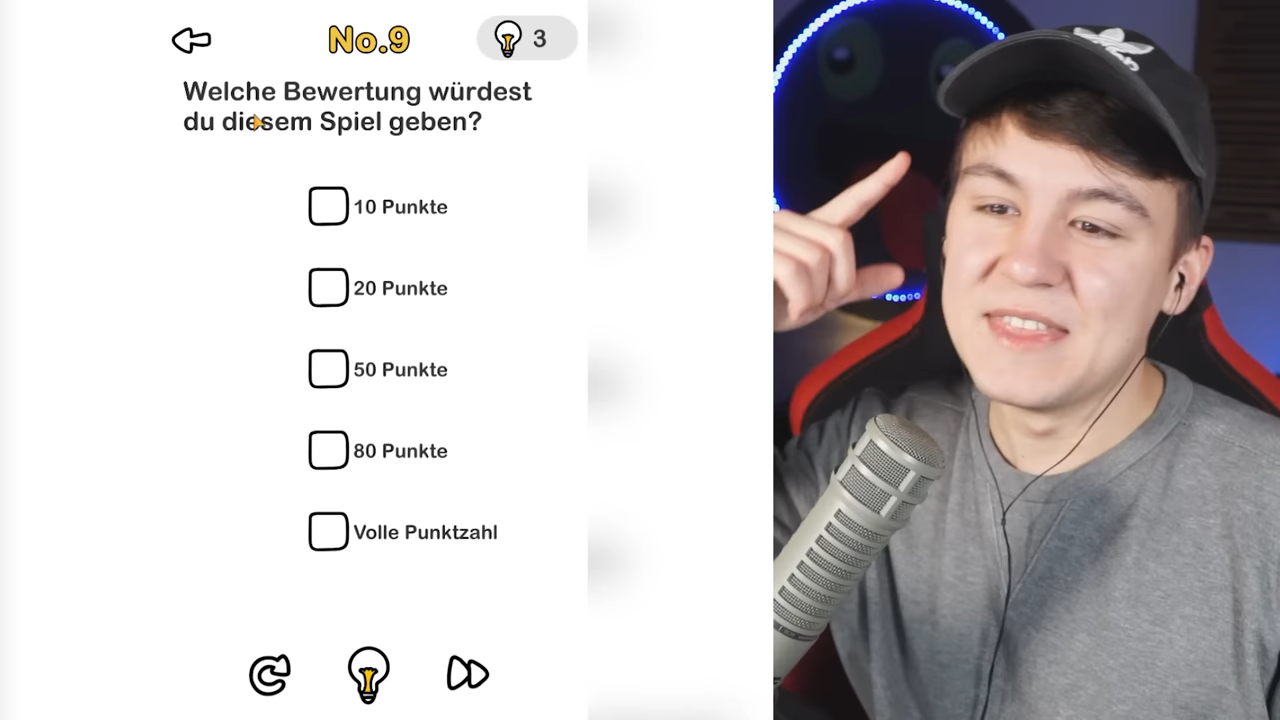 No.9
3
Welche Bewertung würdest
du diesem Spiel geben?
10 Punkte
20 Punkte
50 Punkte
80 Punkte
Volle Punktzahl